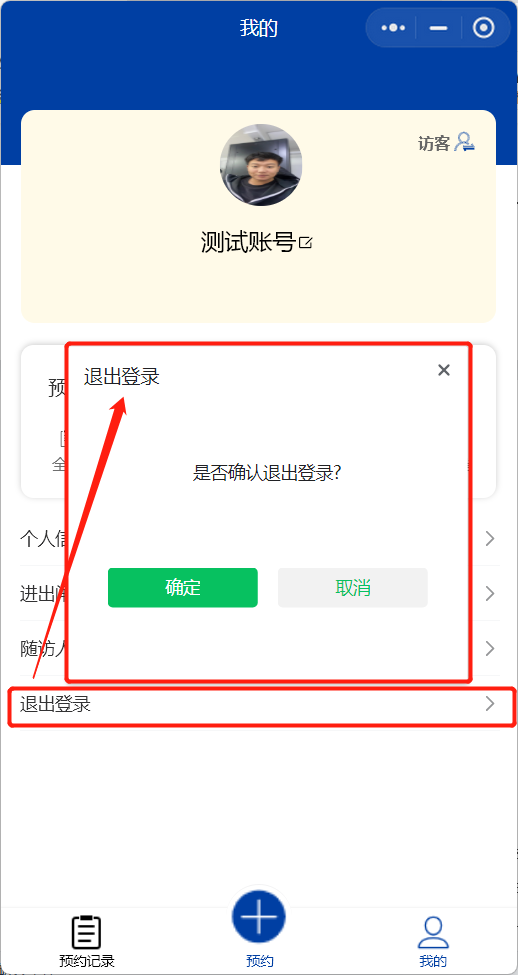 我的
访客
测试账号
预
退出登录
全
是否确认退出登录?
个人信
确定
取消
进出
随访人
退出登录
预约记录
预约
我的